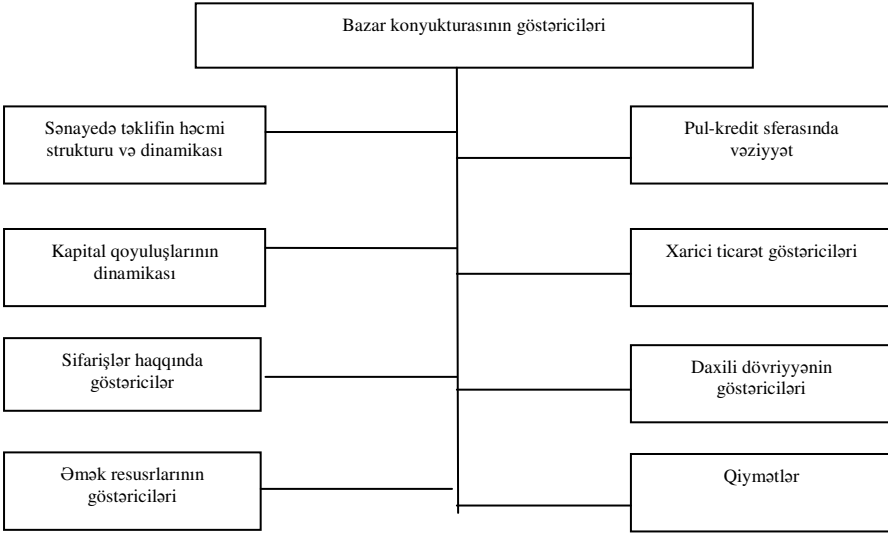 Bazar konyukturasının göstəriciləri
Sənayedə təklifin həcmi
strukturu və dinamikası
Pul-kredit sferasında
vəziyyət
Kapital qoyuluşlarının
dinamikası
Xarici ticarət göstəriciləri
Sifarişlər haqqında
göstəricilər
Daxili dövriyyənin
göstəriciləri
Əmək resusrlarının
göstəriciləri
Qiymətlər